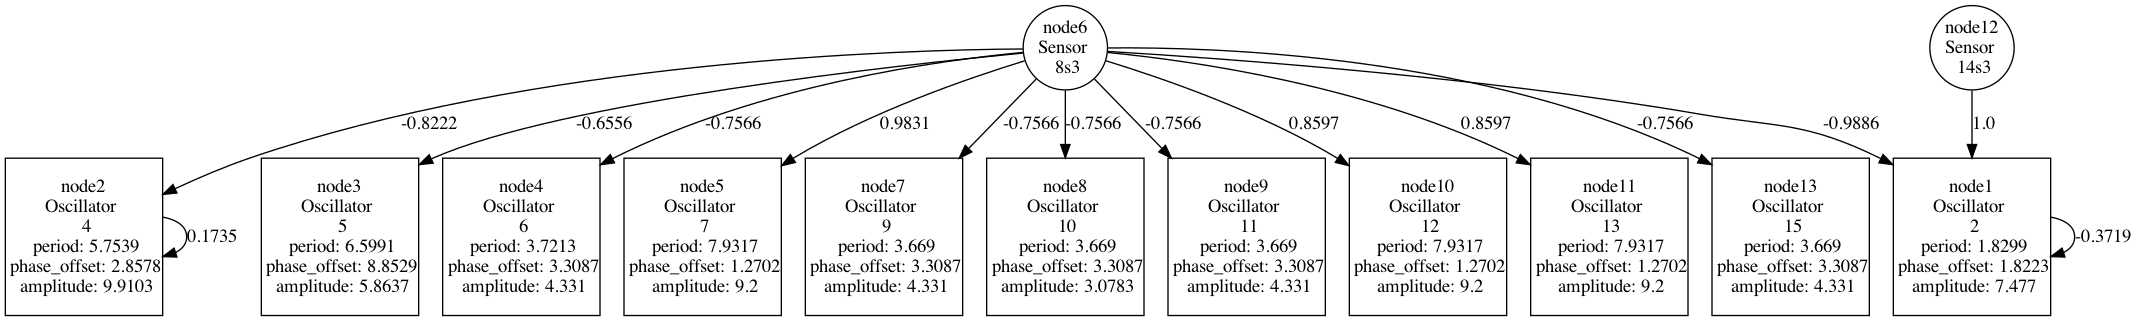 node6
Sensor
8s3
node12
Sensor
14s3
-0.8222
-0.6556
-0.7566
0.9831
-0.7566
-0.7566
-0.7566
0.8597
0.8597
-0.7566
-0.9886
1.0
node2
Oscillator
4
period: 5.7539
phase_offset: 2.8578
amplitude: 9.9103
0.1735
node3
Oscillator
5
period: 6.5991
phase_offset: 8.8529
amplitude: 5.8637
node4
Oscillator
6
period: 3.7213
phase_offset: 3.3087
amplitude: 4.331
node5
Oscillator
7
period: 7.9317
phase_offset: 1.2702
amplitude: 9.2
node7
Oscillator
9
period: 3.669
phase_offset: 3.3087
amplitude: 4.331
node8
Oscillator
10
period: 3.669
phase_offset: 3.3087
amplitude: 3.0783
node9
Oscillator
11
period: 3.669
phase_offset: 3.3087
amplitude: 4.331
node10
Oscillator
12
period: 7.9317
phase_offset: 1.2702
amplitude: 9.2
node11
Oscillator
13
period: 7.9317
phase_offset: 1.2702
amplitude: 9.2
node13
Oscillator
15
period: 3.669
phase_offset: 3.3087
amplitude: 4.331
node1
Oscillator
2
period: 1.8299
phase_offset: 1.8223
amplitude: 7.477
-0.3719